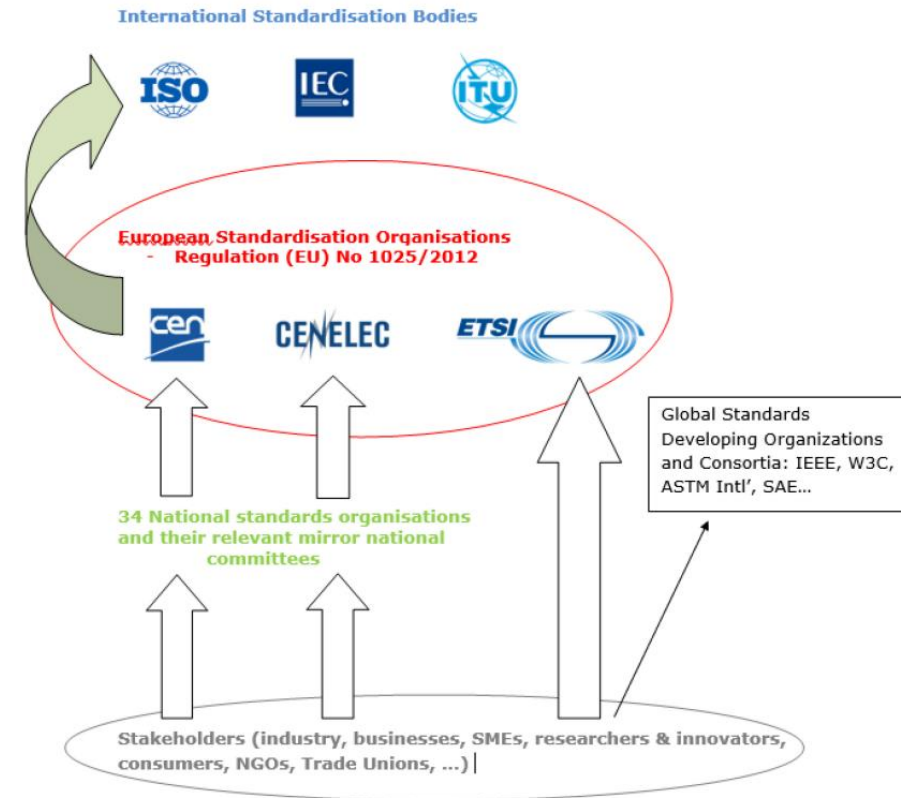 International Standardisation Bodies
ISO
IEC
ITU
European Standardisation Organisations
- Regulation (EU) No 1025/2012
cen
CENELEC
ETSI
Global Standards
Developing Organizations
and Consortia: IEEE, W3C,
ASTM Intl’, SAE…
34 National standards organisations
and their relevant mirror national
committees
Stakeholders (industry, businesses, SMEs, researchers & innovators,
consumers, NGOs, Trade Unions, …)